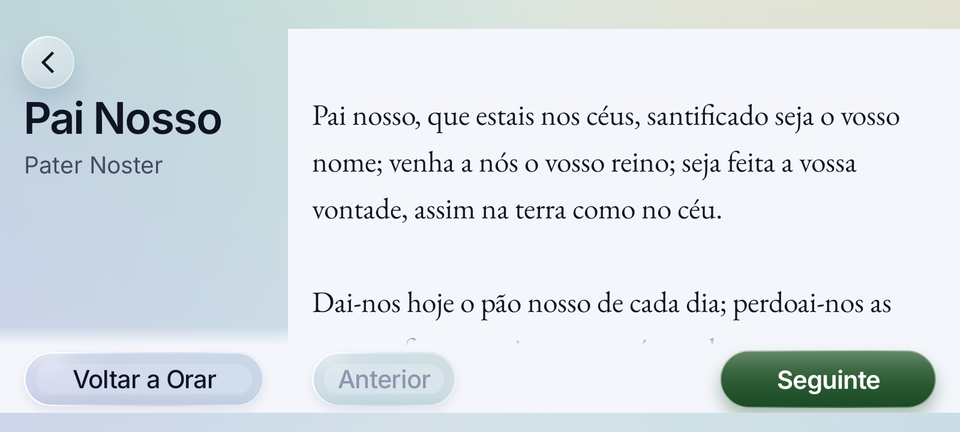 Pai Nosso
Pater Noster
Pai nosso, que estais nos céus, santificado seja o vosso
nome; venha a nós o vosso reino; seja feita a vossa
vontade, assim na terra como no céu.
Dai-nos hoje o pão nosso de cada dia; perdoai-nos as
Voltar a Orar
Anterior
Seguinte